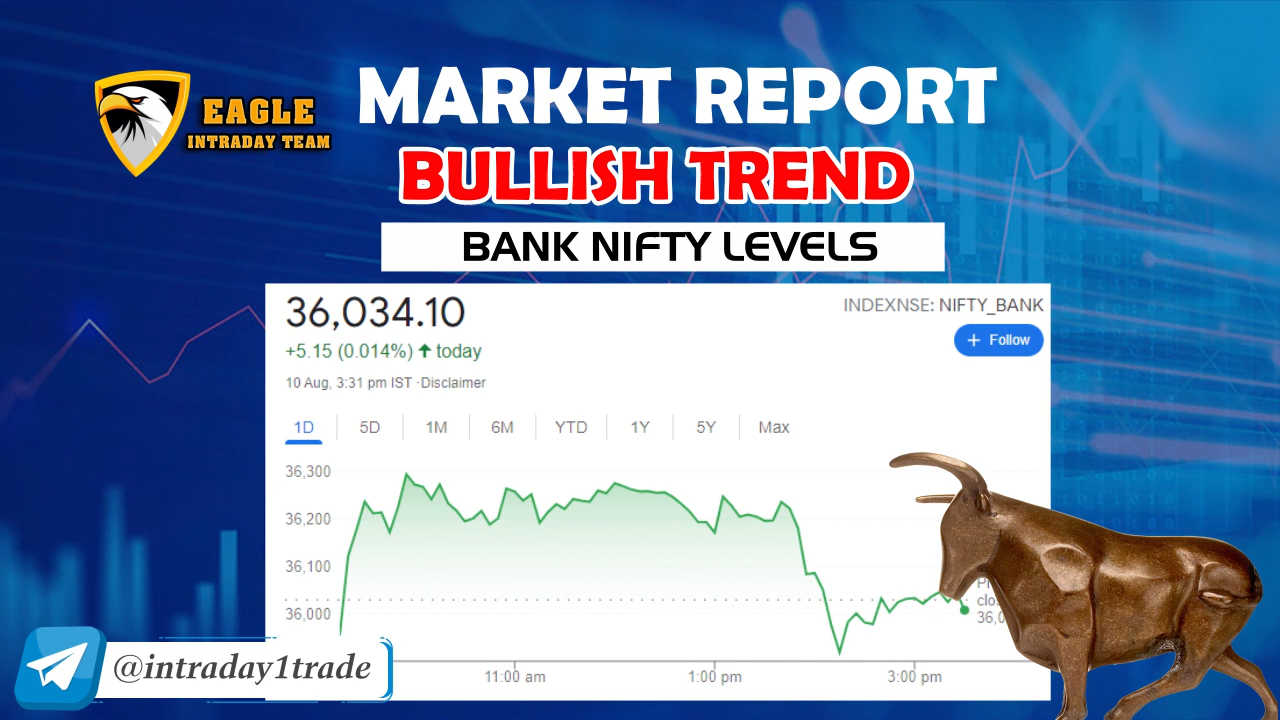 MARKET REPORT
EAGLE
INTRADAY TEAM
BULLISH TREND
BANK NIFTY LEVELS
36,034.10
INDEXNSE: NIFTY_BANK
+5.15 (0.014%) ↑ today
+ Follow
10 Aug, 3:31 pm IST · Disclaimer
1D 5D 1M 6M YTD 1Y 5Y Max
36,300
36,200
36,100
36,000
11:00 am 1:00 pm 3:00 pm
@intraday1trade